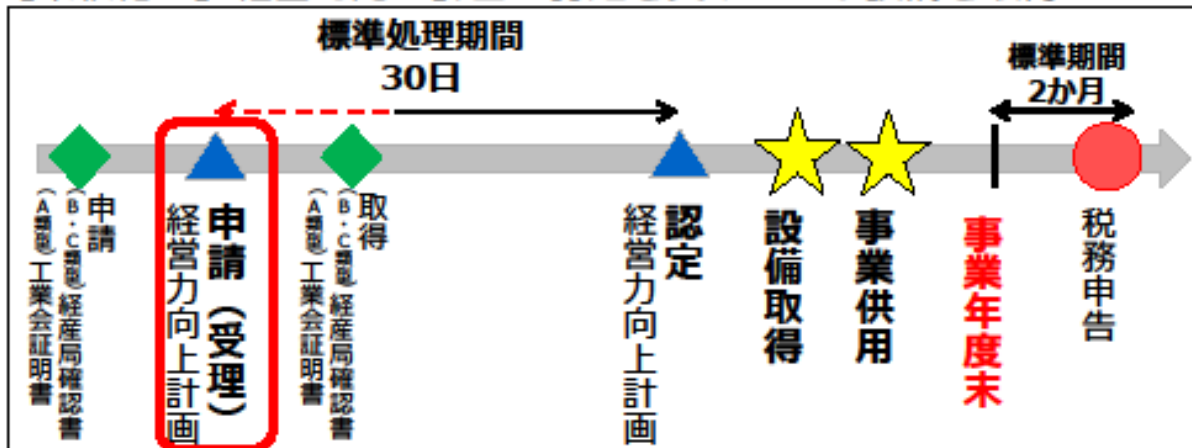 標準処理期間
30日
標準期間
2か月
申請
(B・C類型)経産局確認書
(A類型)工業会証明書
申請(受理)
経営力向上計画
取得
(B・C類型)経産局確認書
(A類型)工業会証明書
認定
経営力向上計画
設備取得
事業供用
事業年度末
税務申告